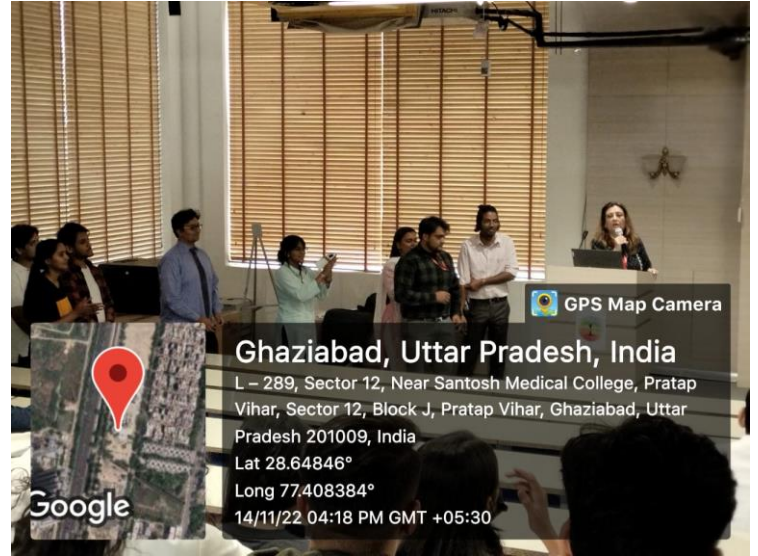 HITACHI
GPS Map Camera
Ghaziabad, Uttar Pradesh, India
L – 289, Sector 12, Near Santosh Medical College, Pratap
Vihar, Sector 12, Block J, Pratap Vihar, Ghaziabad, Uttar
Pradesh 201009, India
Lat 28.64846°
Long 77.408384°
14/11/22 04:18 PM GMT +05:30
Google